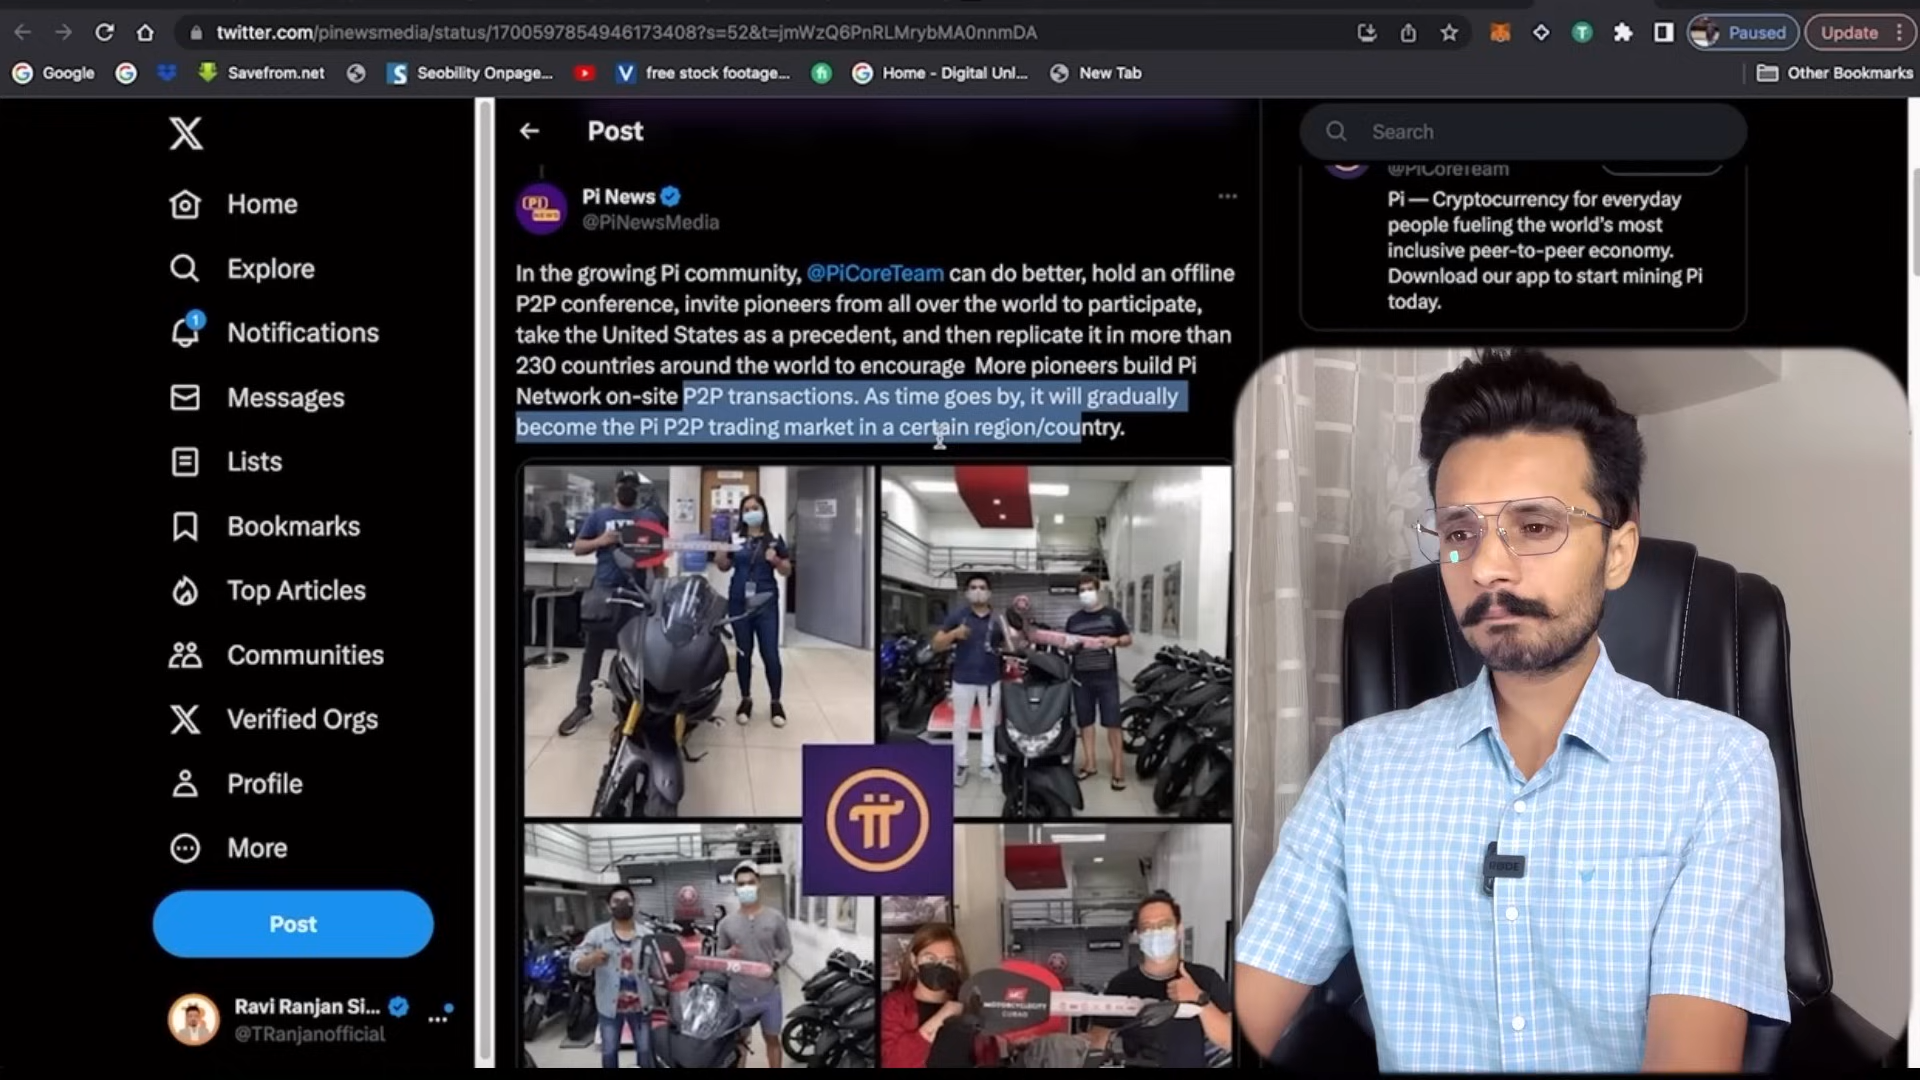 twitter.com/pinewsmedia/status/1700597854946173408?s=52&t=jmWzQ6PnRLMrybMA0nnmDA
Paused
Update
Google
Savefrom.net
Seobility Onpage...
free stock footage...
Home - Digital Unl...
New Tab
Other Bookmarks
Home
Explore
1
Notifications
Messages
Lists
Bookmarks
Top Articles
Communities
Verified Orgs
Profile
More
Post
Ravi Ranjan Si...
@TRanjanofficial
Post
Pi News
@PiNewsMedia
In the growing Pi community, @PiCoreTeam can do better, hold an offline
P2P conference, invite pioneers from all over the world to participate,
take the United States as a precedent, and then replicate it in more than
230 countries around the world to encourage More pioneers build Pi
Network on-site P2P transactions. As time goes by, it will gradually
become the Pi P2P trading market in a certain region/country.
MOTORCYCLECITY
CUBAO
Search
@PiCoreTeam
Pi — Cryptocurrency for everyday
people fueling the world's most
inclusive peer-to-peer economy.
Download our app to start mining Pi
today.
RØDE